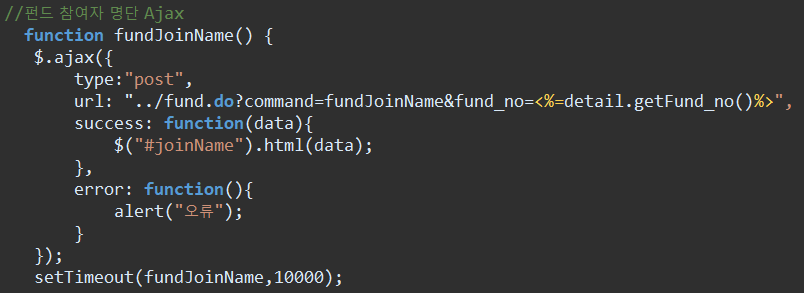 //펀드 참여자 명단 Ajax
function fundJoinName() {
$.ajax({
type:"post",
url: "../fund.do?command=fundJoinName&fund_no=<%=detail.getFund_no()%>",
success: function(data){
$("#joinName").html(data);
},
error: function(){
alert("오류");
}
});
setTimeout(fundJoinName,10000);